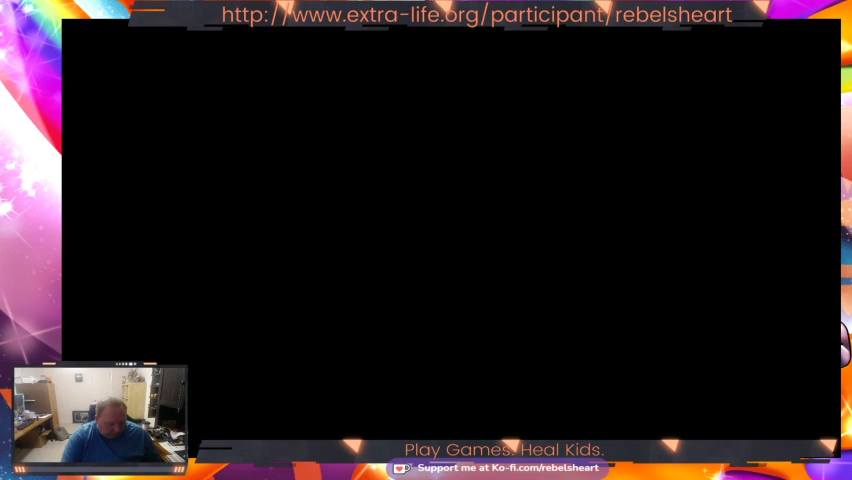 http://www.extra-life.org/participant/rebelsheart
Play Games. Heal Kids.
Support me at Ko-fi.com/rebelsheart